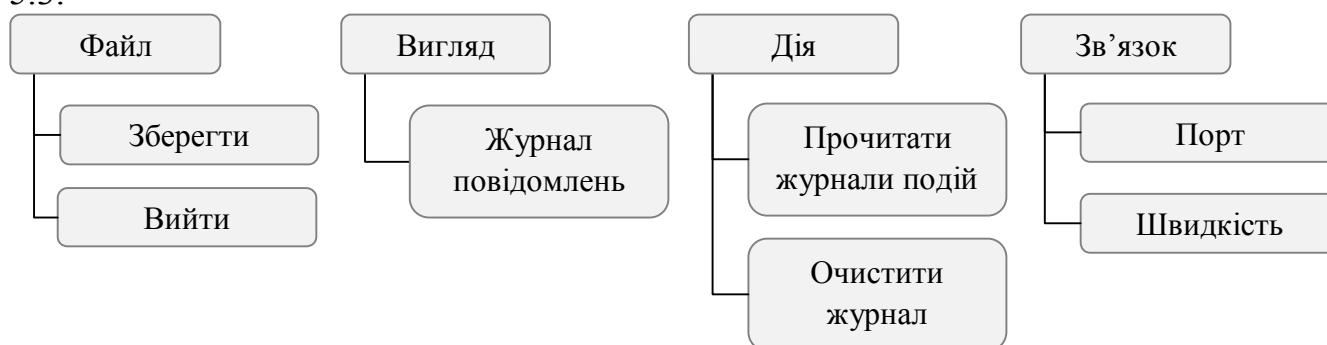 Файл
Зберегти
Вийти
Вигляд
Журнал
повідомлень
Дія
Прочитати
журнали подій
Очистити
журнал
Зв’язок
Порт
Швидкість